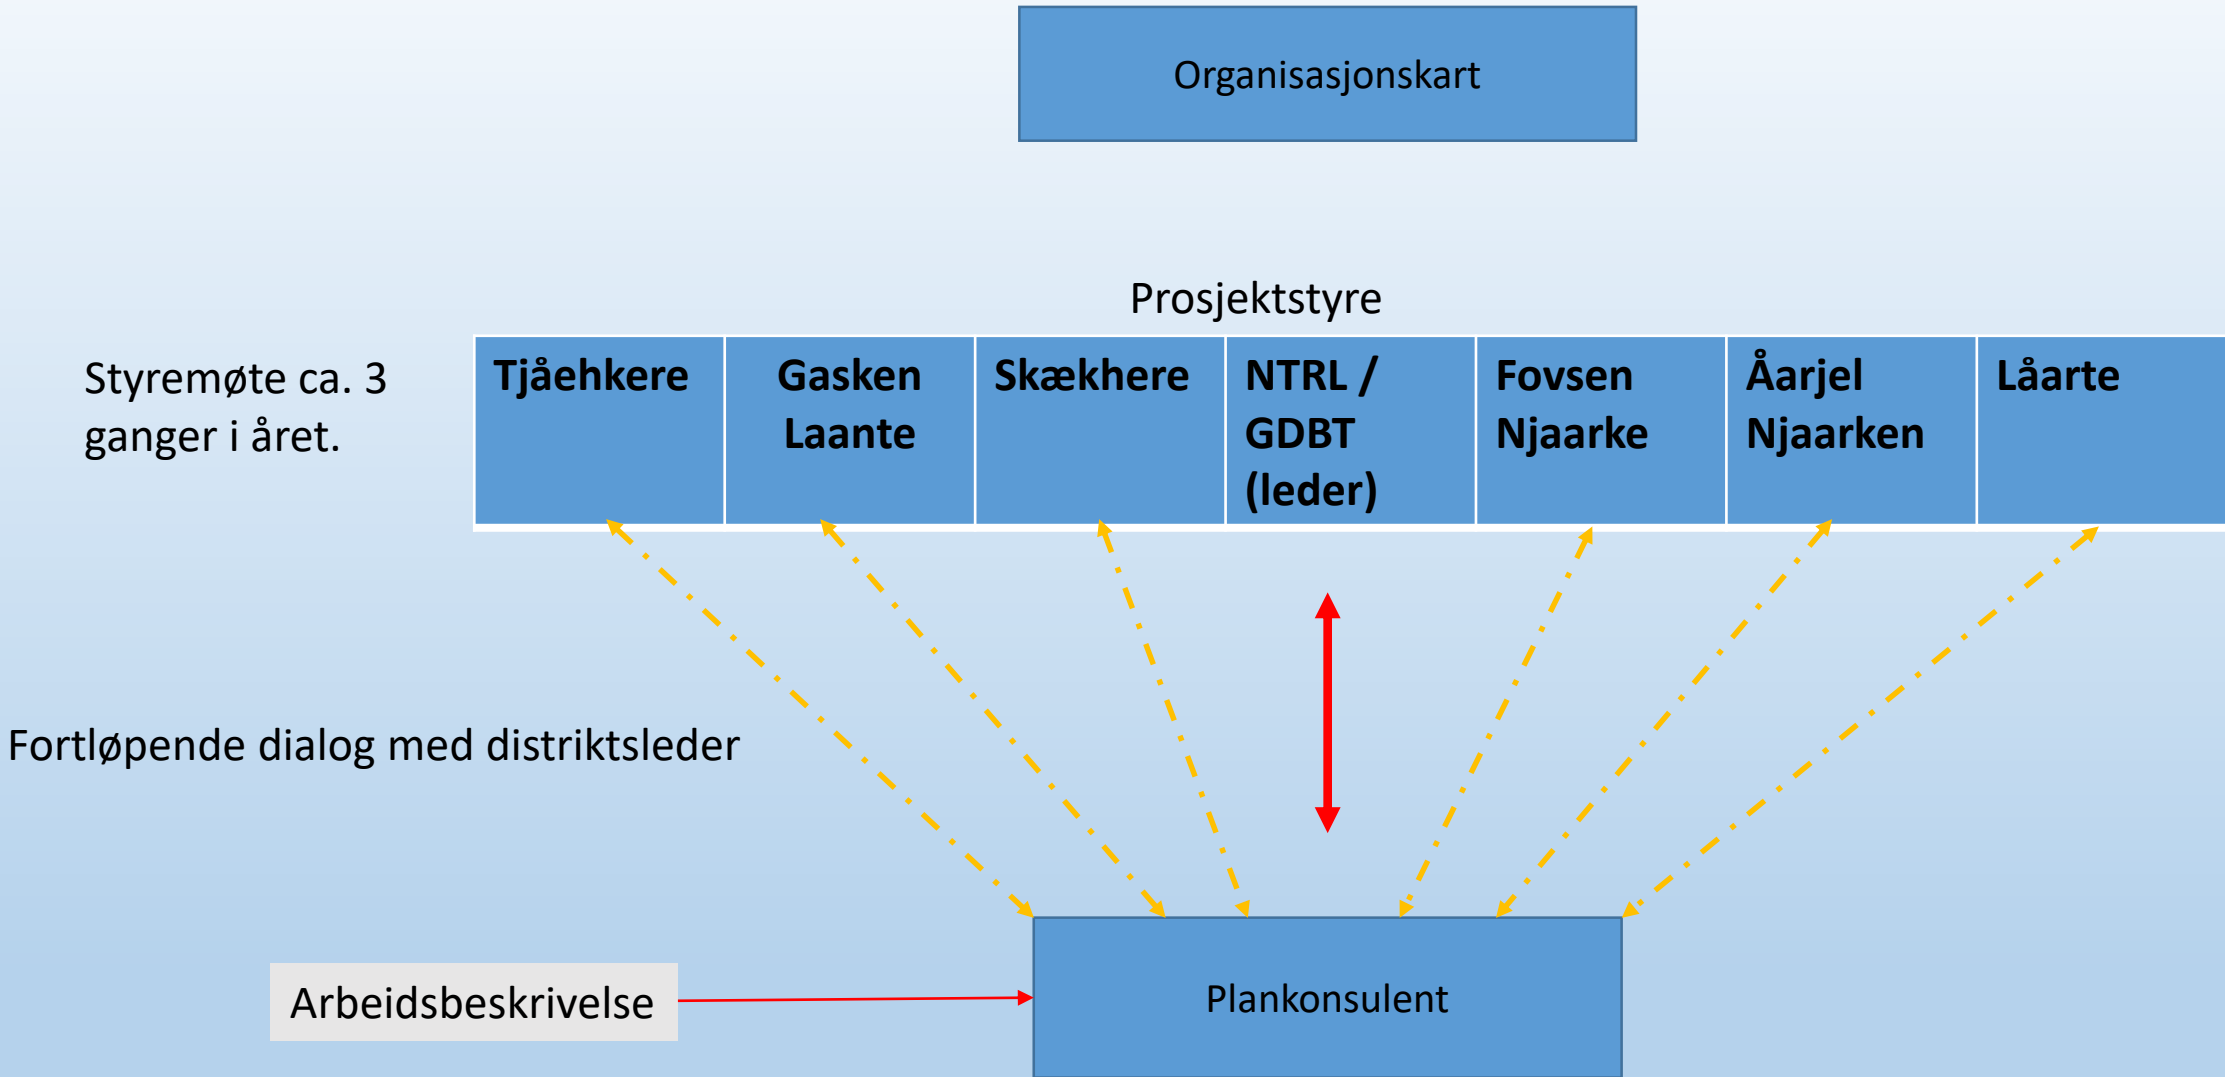 Organisasjonskart
Prosjektstyre
Styremøte ca. 3
ganger i året.
Tjåehkere
Gasken
Laante
Skækhere
NTRL /
GDBT
(leder)
Fovsen
Njaarke
Åarjel
Njaarken
Låarte
Fortløpende dialog med distriktsleder
Arbeidsbeskrivelse
Plankonsulent